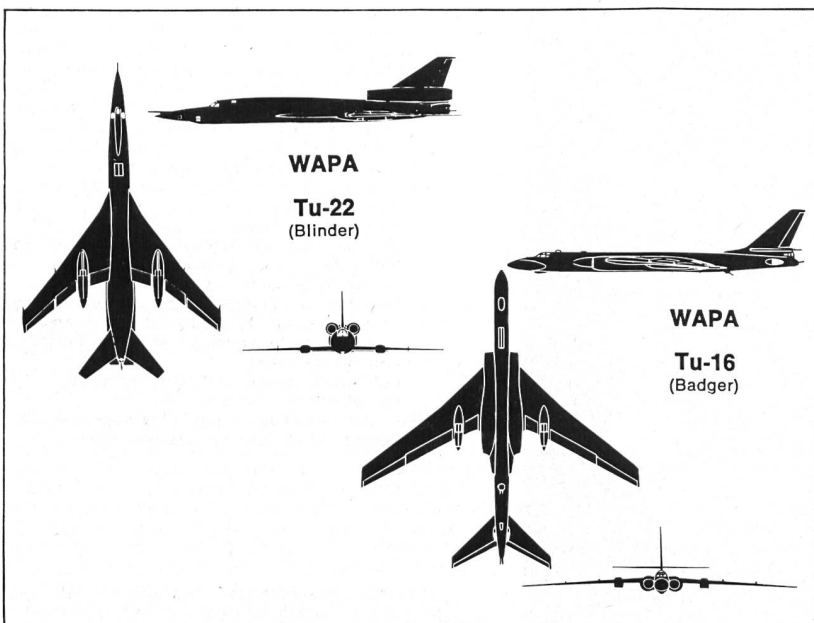 WAPA
Tu-22
(Blinder)
WAPA
Tu-16
(Badger)